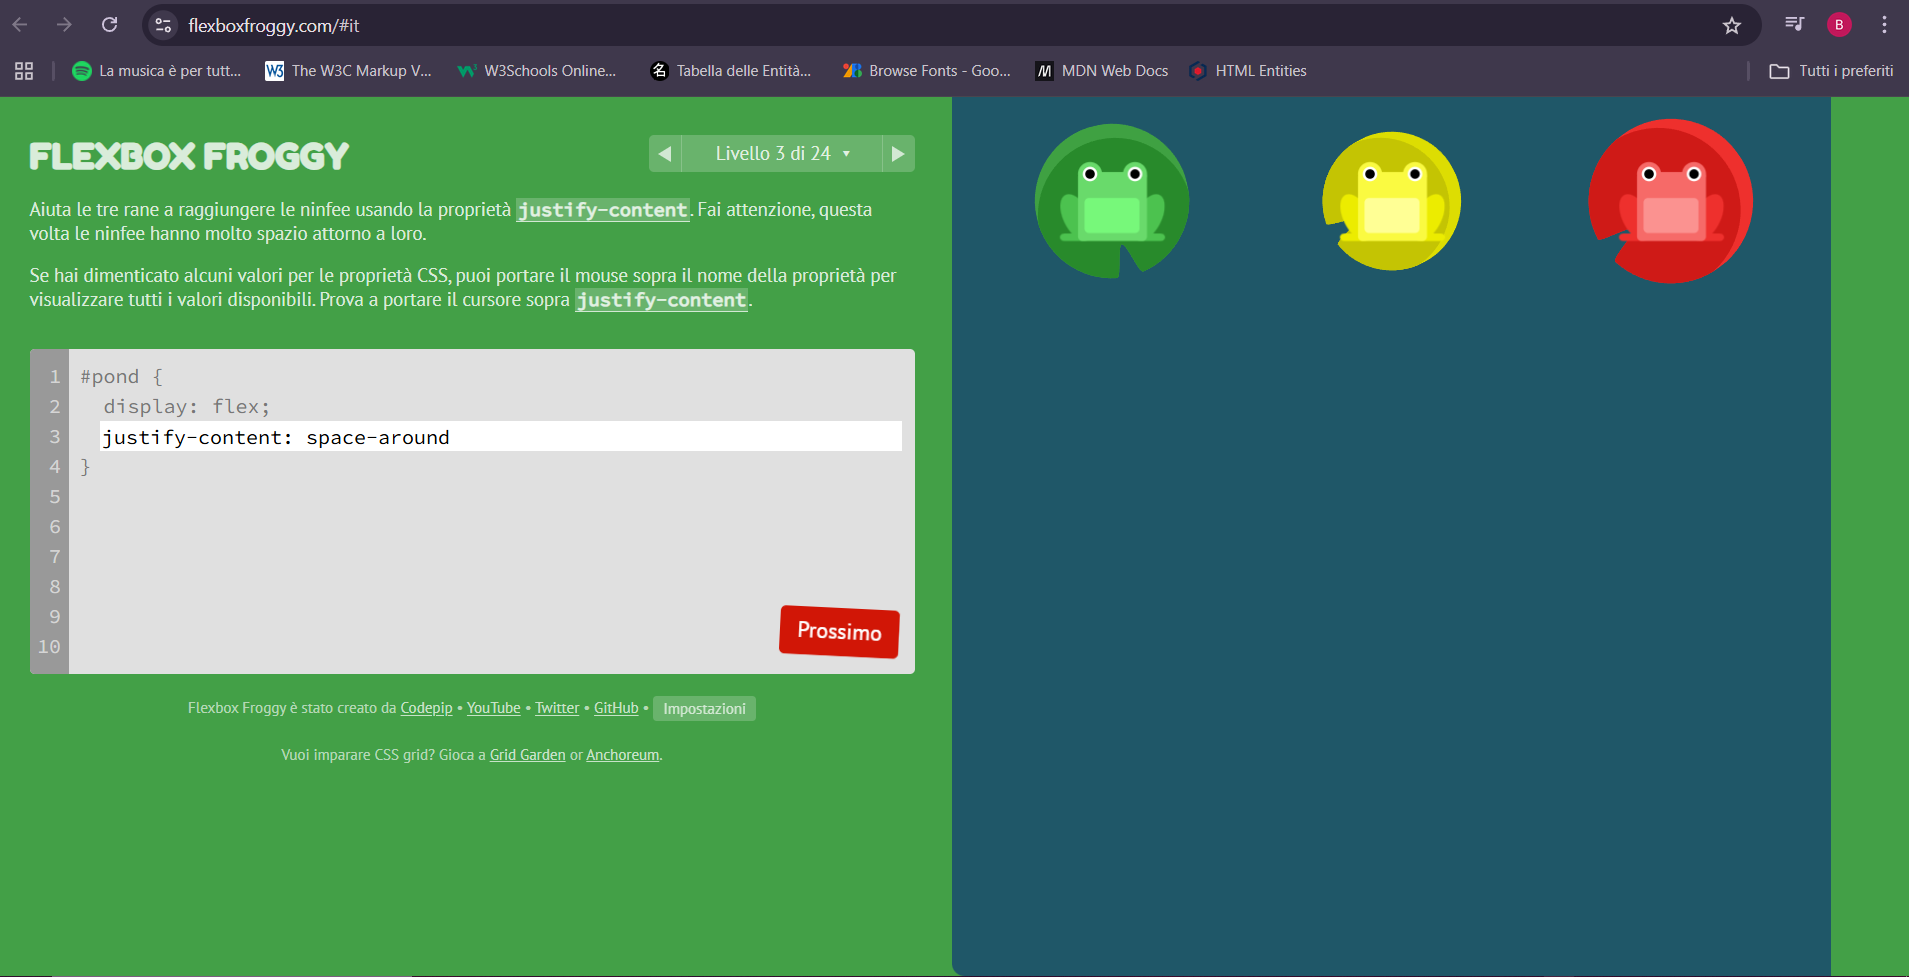 flexboxfroggy.com/#it
B
La musica è per tutt...
W3 The W3C Markup V...
W3Schools Online...
名 Tabella delle Entità...
Browse Fonts - Goo...
M MDN Web Docs
HTML Entities
Tutti i preferiti
FLEXBOX FROGGY
Livello 3 di 24
Aiuta le tre rane a raggiungere le ninfee usando la proprietà justify-content. Fai attenzione, questa
volta le ninfee hanno molto spazio attorno a loro.
Se hai dimenticato alcuni valori per le proprietà CSS, puoi portare il mouse sopra il nome della proprietà per
visualizzare tutti i valori disponibili. Prova a portare il cursore sopra justify-content.
1 #pond {
2 display: flex;
3 justify-content: space-around
4 }
5
6
7
8
9
10
Prossimo
Flexbox Froggy è stato creato da Codepip • YouTube • Twitter • GitHub • Impostazioni
Vuoi imparare CSS grid? Gioca a Grid Garden or Anchoreum.